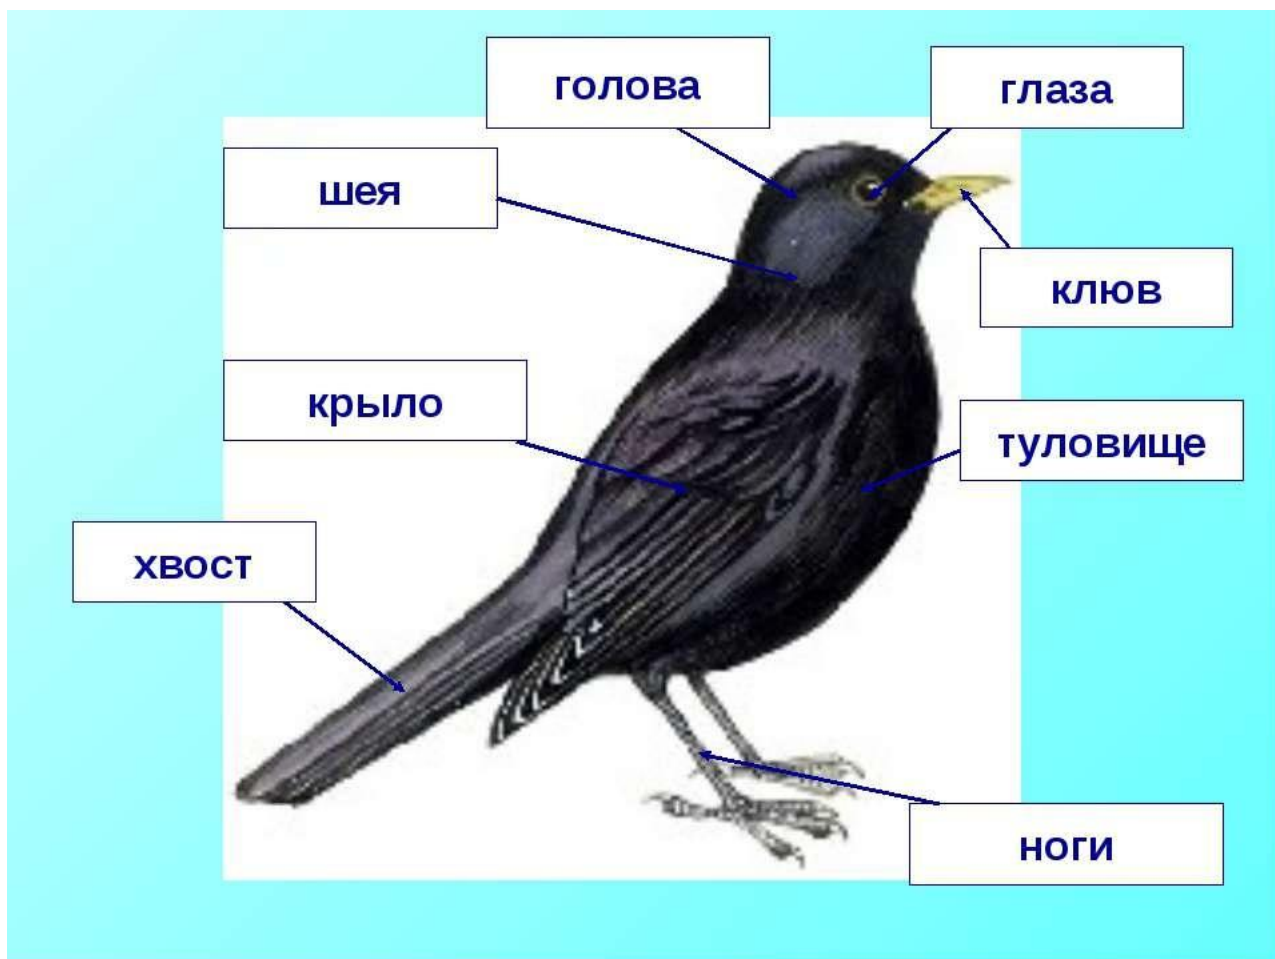 голова
глаза
шея
клюв
крыло
туловище
хвост
ноги